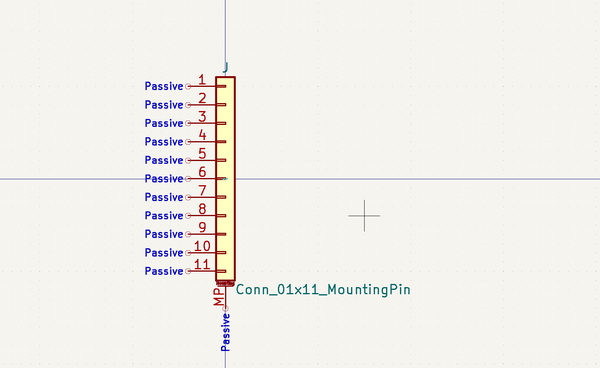 J
Passive 1
Passive 2
Passive 3
Passive 4
Passive 5
Passive 6
Passive 7
Passive 8
Passive 9
Passive 10
Passive 11
Conn_01x11_MountingPin
MP
Passive